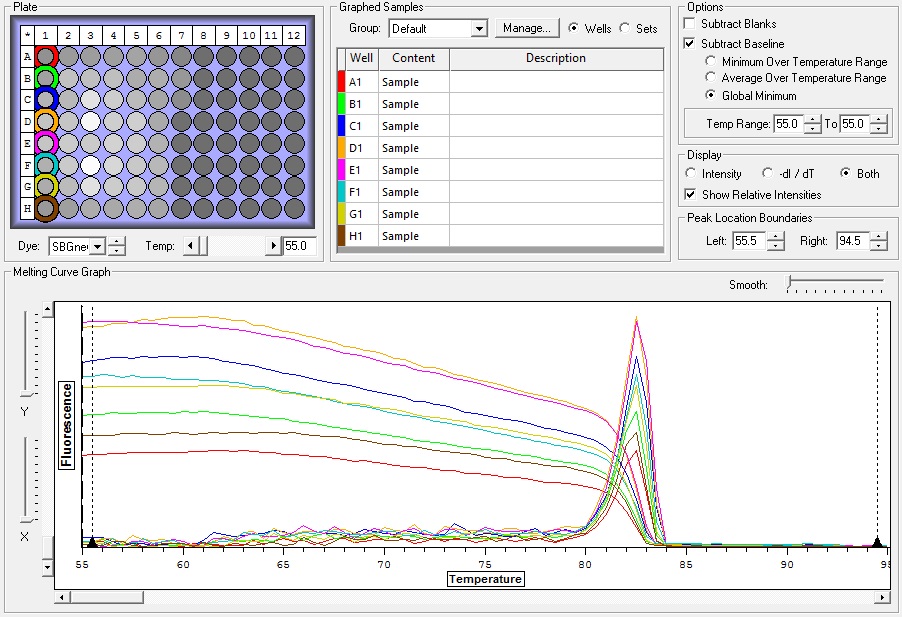 Plate
* 1 2 3 4 5 6 7 8 9 10 11 12
A
B
C
D
E
F
G
H
Dye: SBGne Temp: 55.0
Graphed Samples
Group: Default Manage... Wells Sets
Well Content Description
A1 Sample
B1 Sample
C1 Sample
D1 Sample
E1 Sample
F1 Sample
G1 Sample
H1 Sample
Options
Subtract Blanks
Subtract Baseline
Minimum Over Temperature Range
Average Over Temperature Range
Global Minimum
Temp Range: 55.0 To 55.0
Display
Intensity -dI / dT Both
Show Relative Intensities
Peak Location Boundaries
Left: 55.5 Right: 94.5
Melting Curve Graph
Smooth:
Y
X
Fluorescence
55 60 65 70 75 80 85 90 95
Temperature